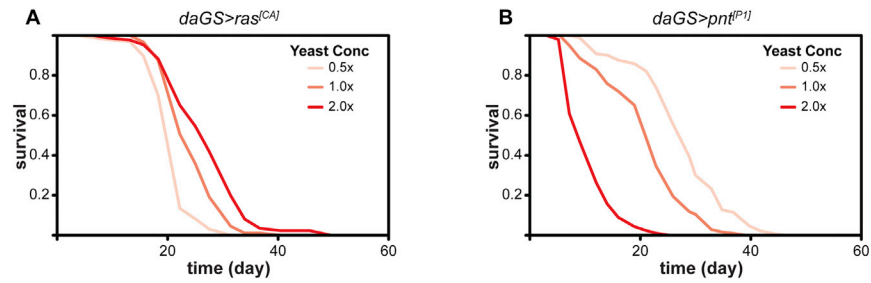 A
daGS>ras[CA]
survival
0.8
0.6
0.4
0.2
Yeast Conc
0.5x
1.0x
2.0x
20
40
60
time (day)
B
daGS>pnt[P1]
survival
0.8
0.6
0.4
0.2
Yeast Conc
0.5x
1.0x
2.0x
20
40
60
time (day)